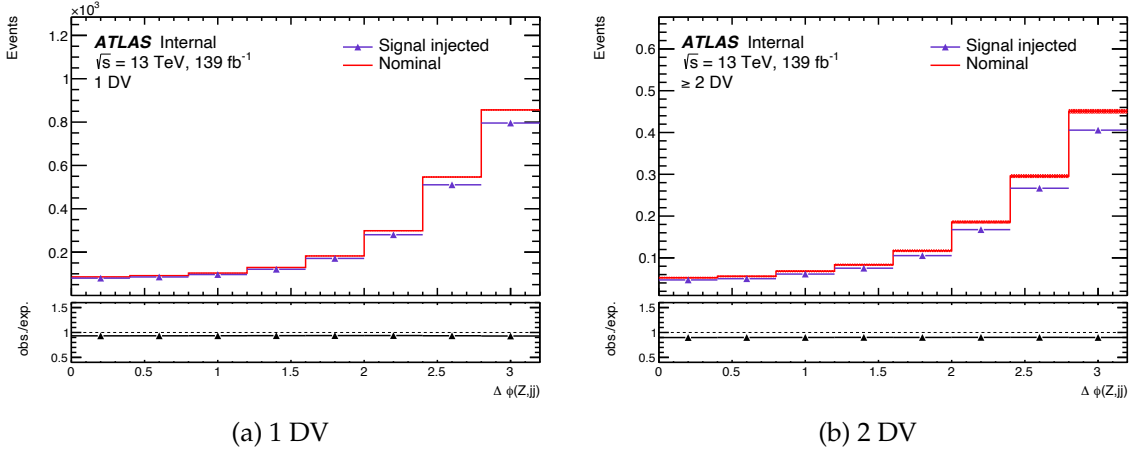 ×10³
1.2
1
0.8
0.6
0.4
0.2
Events
ATLAS Internal
√s = 13 TeV, 139 fb⁻¹
1 DV
Signal injected
Nominal
1.5
1
0.5
obs./exp.
0 0.5 1 1.5 2 2.5 3
Δ ϕ(Z,jj)
(a) 1 DV
0.6
0.5
0.4
0.3
0.2
0.1
Events
ATLAS Internal
√s = 13 TeV, 139 fb⁻¹
≥ 2 DV
Signal injected
Nominal
1.5
1
0.5
obs./exp.
0 0.5 1 1.5 2 2.5 3
Δ ϕ(Z,jj)
(b) 2 DV